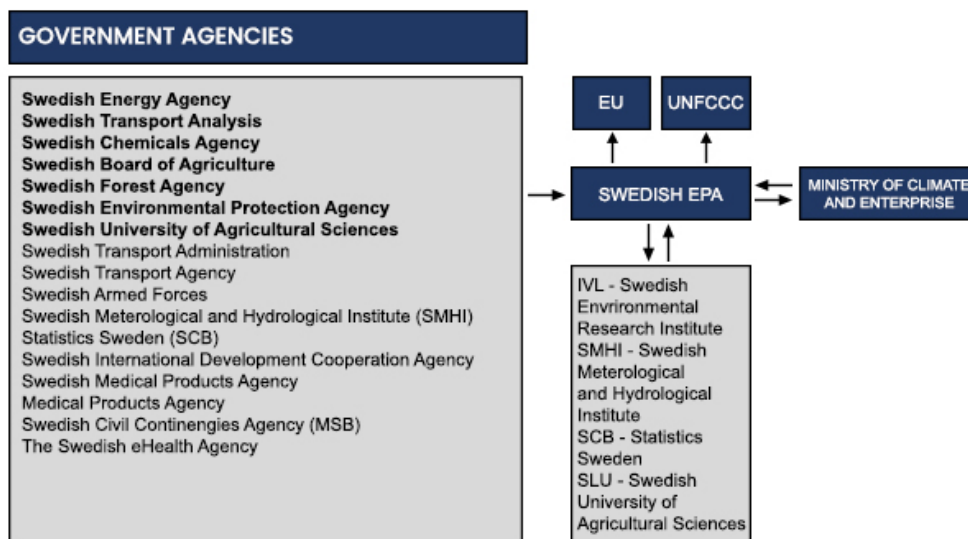 GOVERNMENT AGENCIES
Swedish Energy Agency
Swedish Transport Analysis
Swedish Chemicals Agency
Swedish Board of Agriculture
Swedish Forest Agency
Swedish Environmental Protection Agency
Swedish University of Agricultural Sciences
Swedish Transport Administration
Swedish Transport Agency
Swedish Armed Forces
Swedish Meterological and Hydrological Institute (SMHI)
Statistics Sweden (SCB)
Swedish International Development Cooperation Agency
Swedish Medical Products Agency
Medical Products Agency
Swedish Civil Continengies Agency (MSB)
The Swedish eHealth Agency
EU
UNFCCC
SWEDISH EPA
MINISTRY OF CLIMATE
AND ENTERPRISE
IVL - Swedish
Envrironmental
Research Institute
SMHI - Swedish
Meterological
and Hydrological
Institute
SCB - Statistics
Sweden
SLU - Swedish
University of
Agricultural Sciences